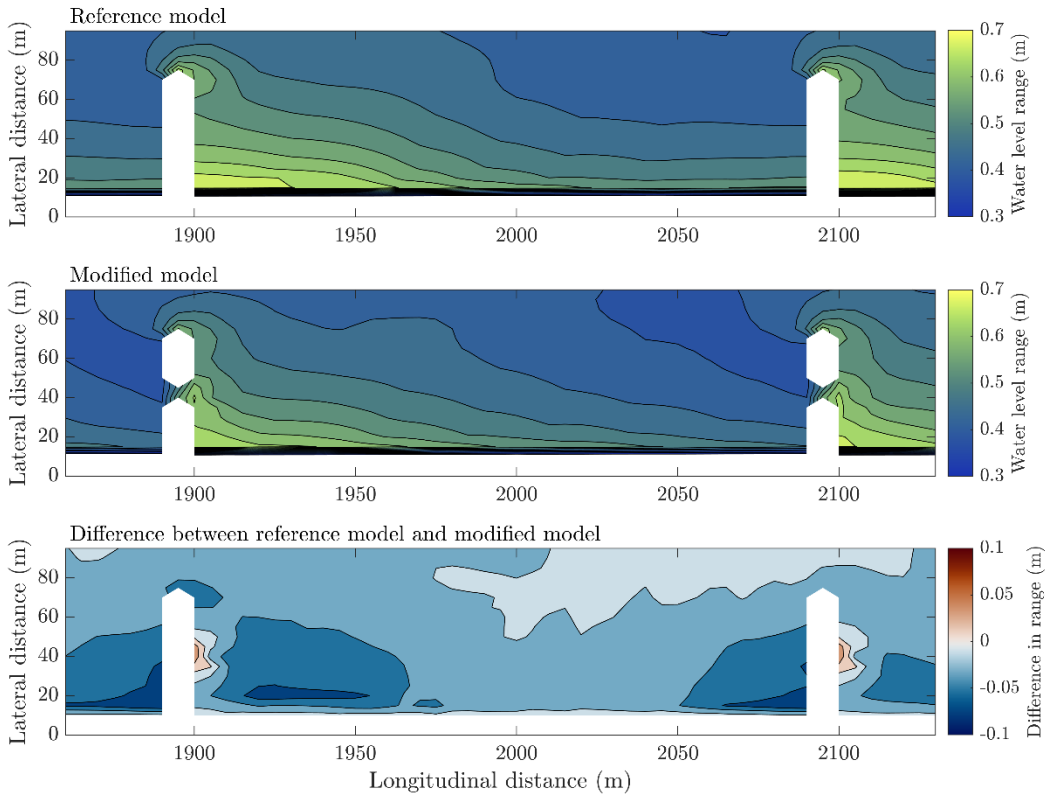 Reference model
Lateral distance (m)
80
60
40
20
0
1900 1950 2000 2050 2100
0.7
0.6
0.5
0.4
0.3
Water level range (m)
Modified model
Lateral distance (m)
80
60
40
20
0
1900 1950 2000 2050 2100
0.7
0.6
0.5
0.4
0.3
Water level range (m)
Difference between reference model and modified model
Lateral distance (m)
80
60
40
20
0
1900 1950 2000 2050 2100
Longitudinal distance (m)
0.1
0.05
0
-0.05
-0.1
Difference in range (m)